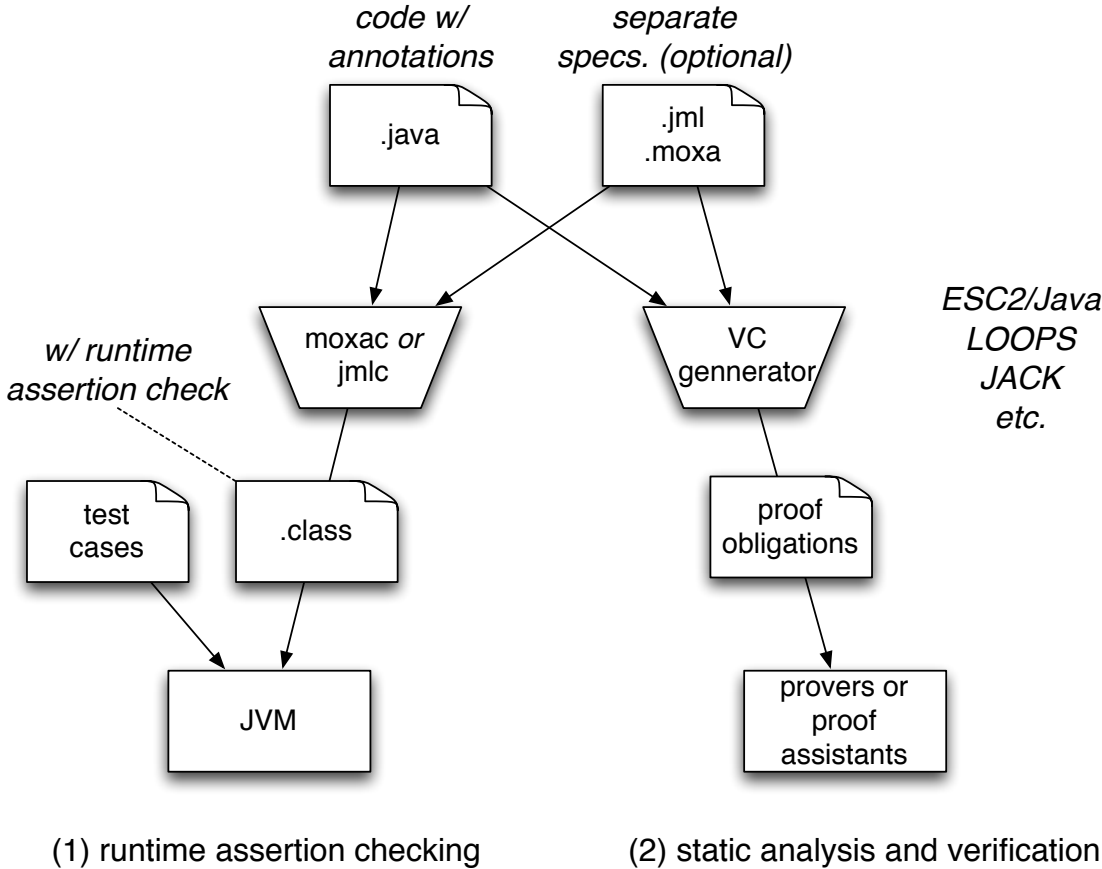 code w/
annotations
separate
specs. (optional)
.java
.jml
.moxa
moxac or
jmlc
VC
gennerator
ESC2/Java
LOOPS
JACK
etc.
w/ runtime
assertion check
test
cases
.class
proof
obligations
JVM
provers or
proof
assistants
(1) runtime assertion checking
(2) static analysis and verification